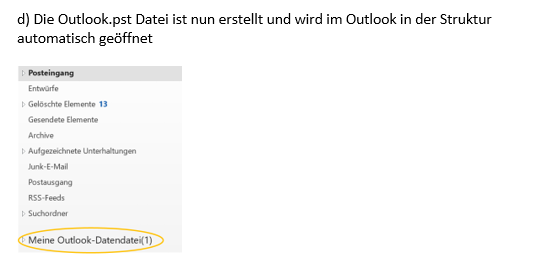 d) Die Outlook.pst Datei ist nun erstellt und wird im Outlook in der Struktur
automatisch geöffnet
Posteingang
Entwürfe
Gelöschte Elemente 13
Gesendete Elemente
Archive
Aufgezeichnete Unterhaltungen
Junk-E-Mail
Postausgang
RSS-Feeds
Suchordner
Meine Outlook-Datendatei(1)